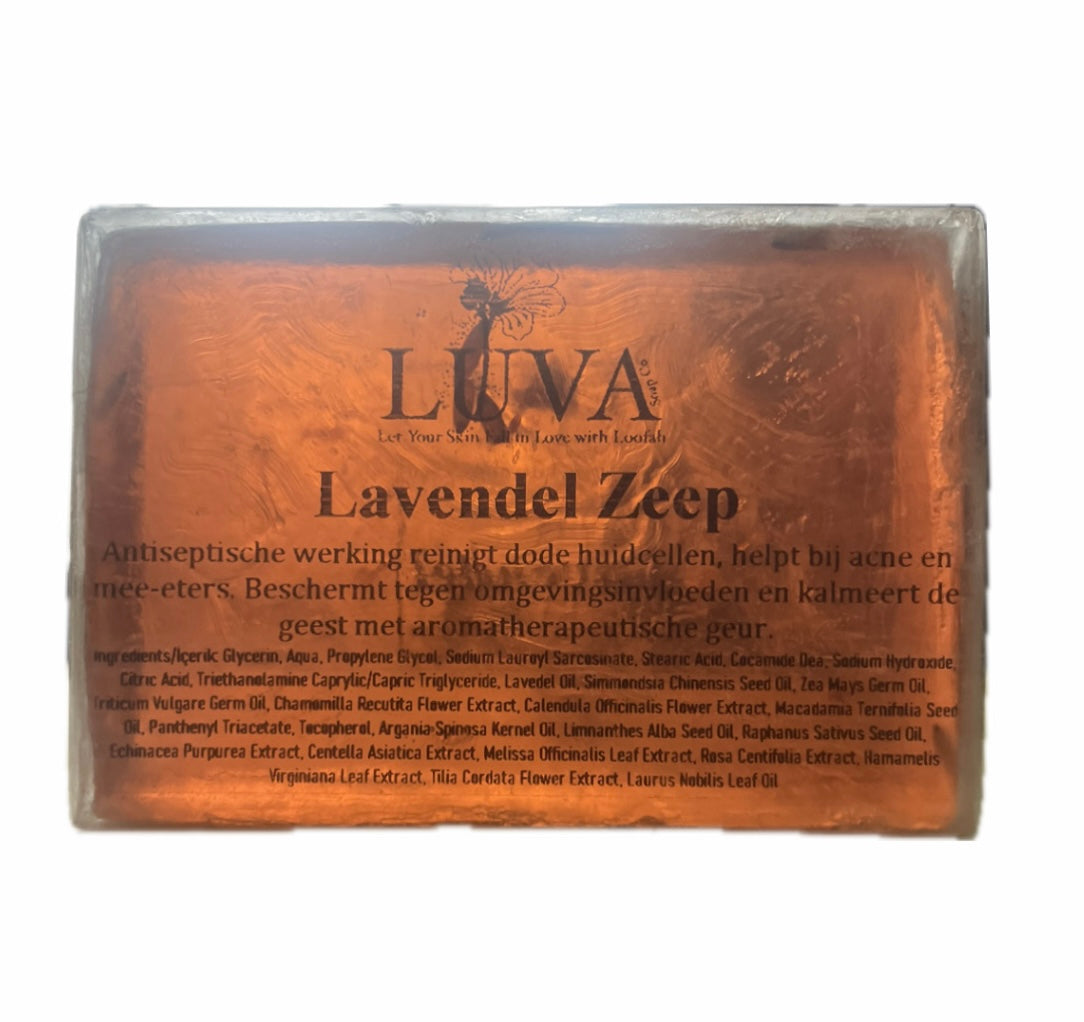 LUVA
Soap Co
Let Your Skin Fall in Love with Loofah
Lavendel Zeep
Antiseptische werking reinigt dode huidcellen, helpt bij acne en
mee-eters. Beschermt tegen omgevingsinvloeden en kalmeert de
geest met aromatherapeutische geur.
Ingredients/İçerik: Glycerin, Aqua, Propylene Glycol, Sodium Lauroyl Sarcosinate, Stearic Acid, Cocamide Dea, Sodium Hydroxide,
Citric Acid, Triethanolamine Caprylic/Capric Triglyceride, Lavedel Oil, Simmondsia Chinensis Seed Oil, Zea Mays Germ Oil,
Triticum Vulgare Germ Oil, Chamomilla Recutita Flower Extract, Calendula Officinalis Flower Extract, Macadamia Ternifolia Seed
Oil, Panthenyl Triacetate, Tocopherol, Argania Spinosa Kernel Oil, Limnanthes Alba Seed Oil, Raphanus Sativus Seed Oil,
Echinacea Purpurea Extract, Centella Asiatica Extract, Melissa Officinalis Leaf Extract, Rosa Centifolia Extract, Hamamelis
Virginiana Leaf Extract, Tilia Cordata Flower Extract, Laurus Nobilis Leaf Oil